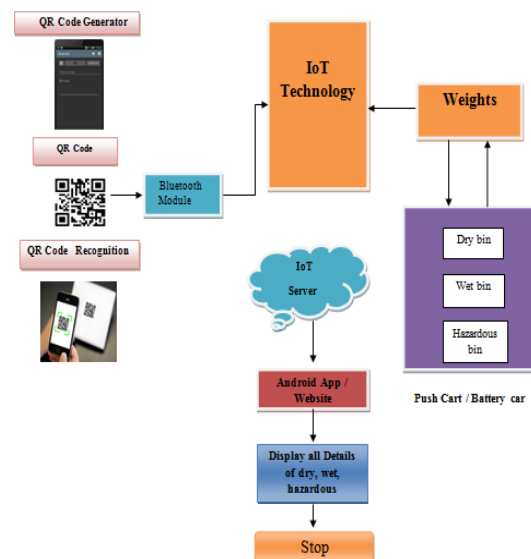 QR Code Generator
QR Code
Bluetooth
Module
QR Code Recognition
IoT
Technology
Weights
Dry bin
Wet bin
Hazardous
bin
Push Cart / Battery car
IoT
Server
Android App /
Website
Display all Details
of dry, wet,
hazardous
Stop